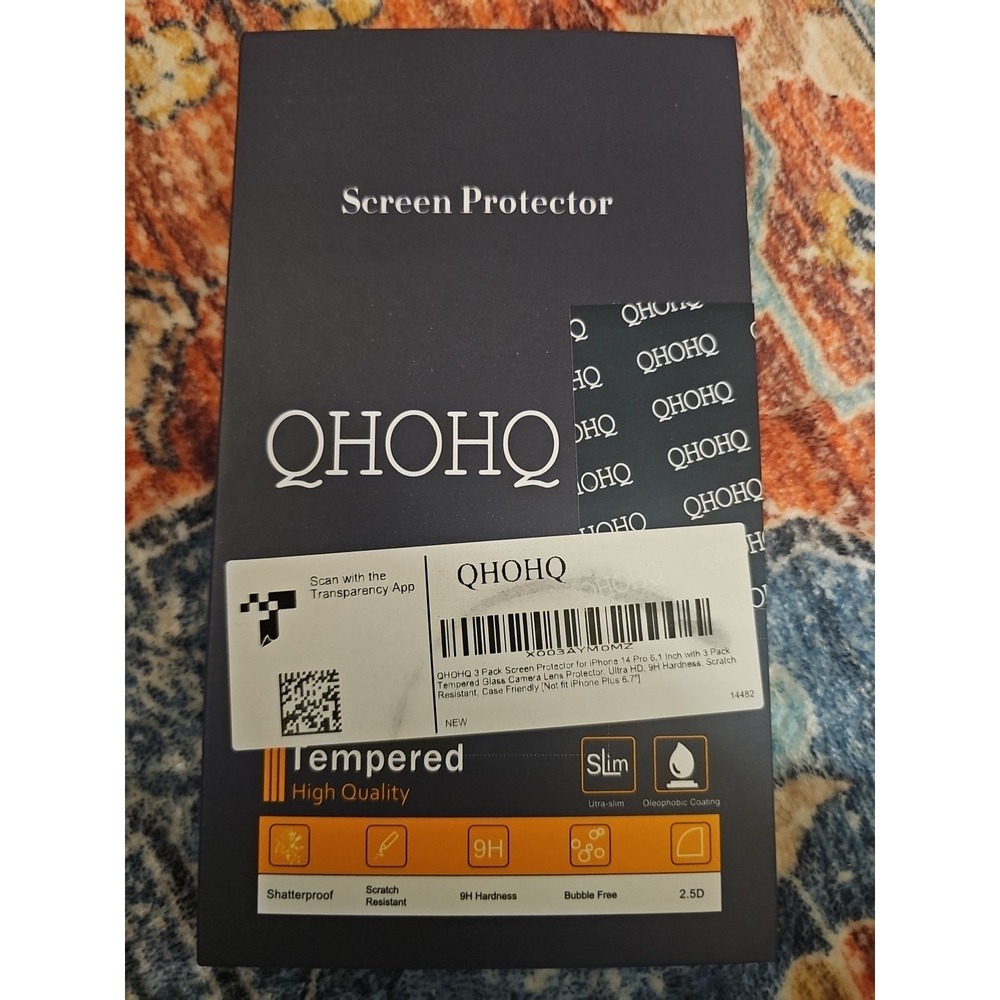 Screen Protector
QHOHQ
QHOHQ
QHOHQ
QHOHQ
QHOHQ
Scan with the
Transparency App
QHOHQ
X003AYM0MZ
QHOHQ 3 Pack Screen Protector for iPhone 14 Pro 6.1 Inch with 3 Pack
Tempered Glass Camera Lens Protector, Ultra HD, 9H Hardness, Scratch
Resistant, Case Friendly [Not fit iPhone Plus 6.7"]
NEW
14482
Tempered
High Quality
SLim
Utra-slim
Oleophobic Coating
9H
Shatterproof
Scratch
Resistant
9H Hardness
Bubble Free
2.5D